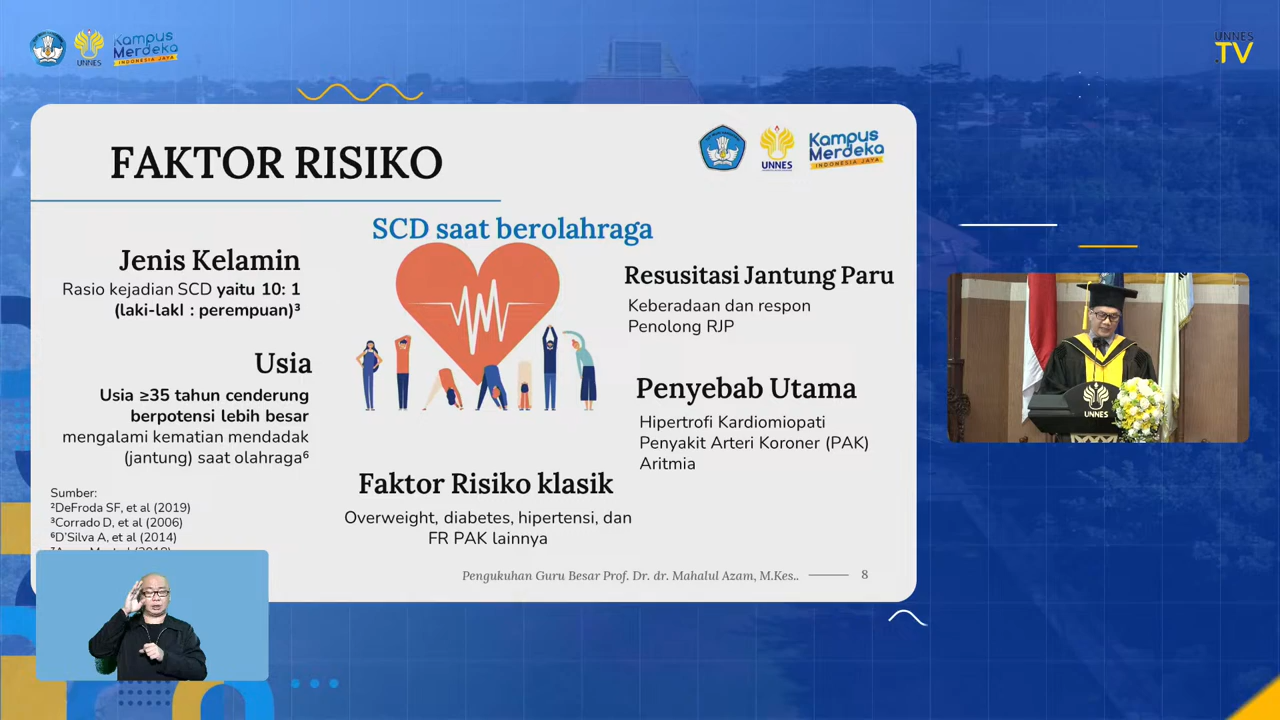 UNNES
Kampus
Merdeka
INDONESIA JAYA
UNNES
TV
FAKTOR RISIKO
UNNES
Kampus
Merdeka
INDONESIA JAYA
SCD saat berolahraga
Jenis Kelamin
Rasio kejadian SCD yaitu 10: 1
(laki-lakI : perempuan)³
Usia
Usia ≥35 tahun cenderung
berpotensi lebih besar
mengalami kematian mendadak
(jantung) saat olahraga⁶
Resusitasi Jantung Paru
Keberadaan dan respon
Penolong RJP
Penyebab Utama
Hipertrofi Kardiomiopati
Penyakit Arteri Koroner (PAK)
Aritmia
Faktor Risiko klasik
Overweight, diabetes, hipertensi, dan
FR PAK lainnya
Sumber:
²DeFroda SF, et al (2019)
³Corrado D, et al (2006)
⁶D'Silva A, et al (2014)
Pengukuhan Guru Besar Prof. Dr. dr. Mahalul Azam, M.Kes..
8
UNNES